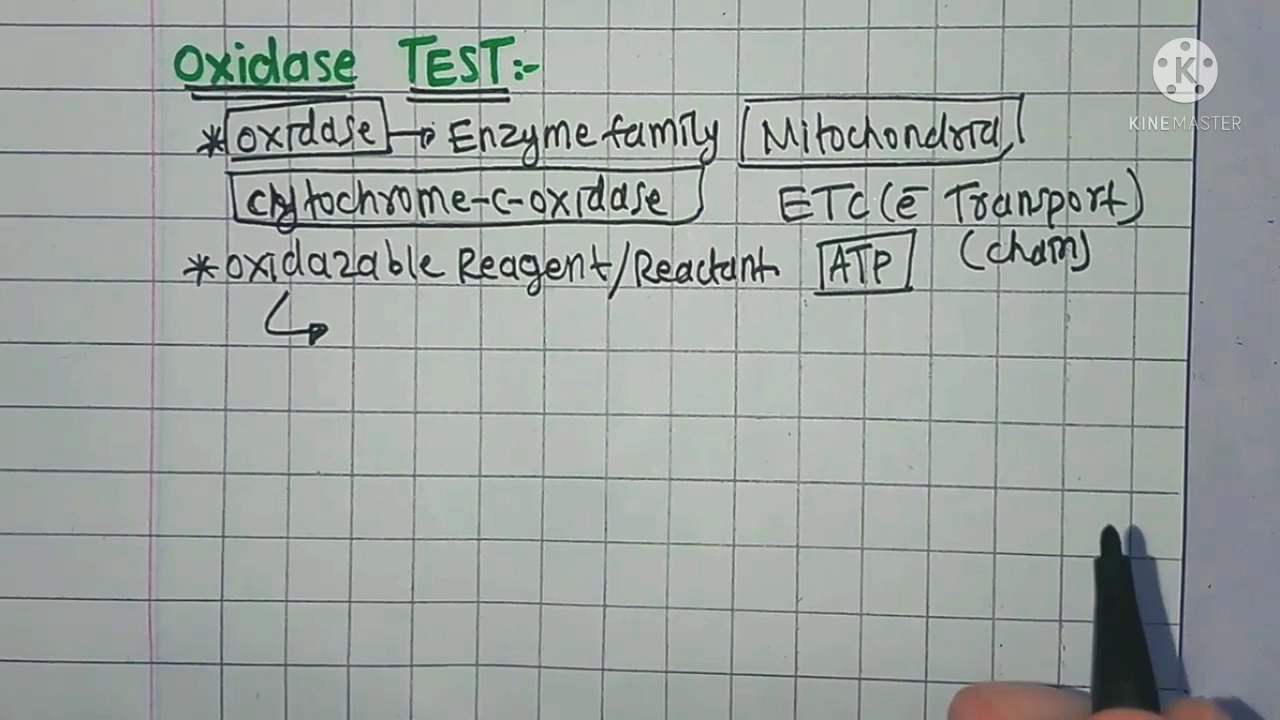 Oxidase TEST:-
K
KINEMASTER
*oxidase → Enzyme family Mitochondria
cytochrome-c-oxidase ETC (ē Transport)
*oxidazable Reagent/Reactant ATP (chain)
↳